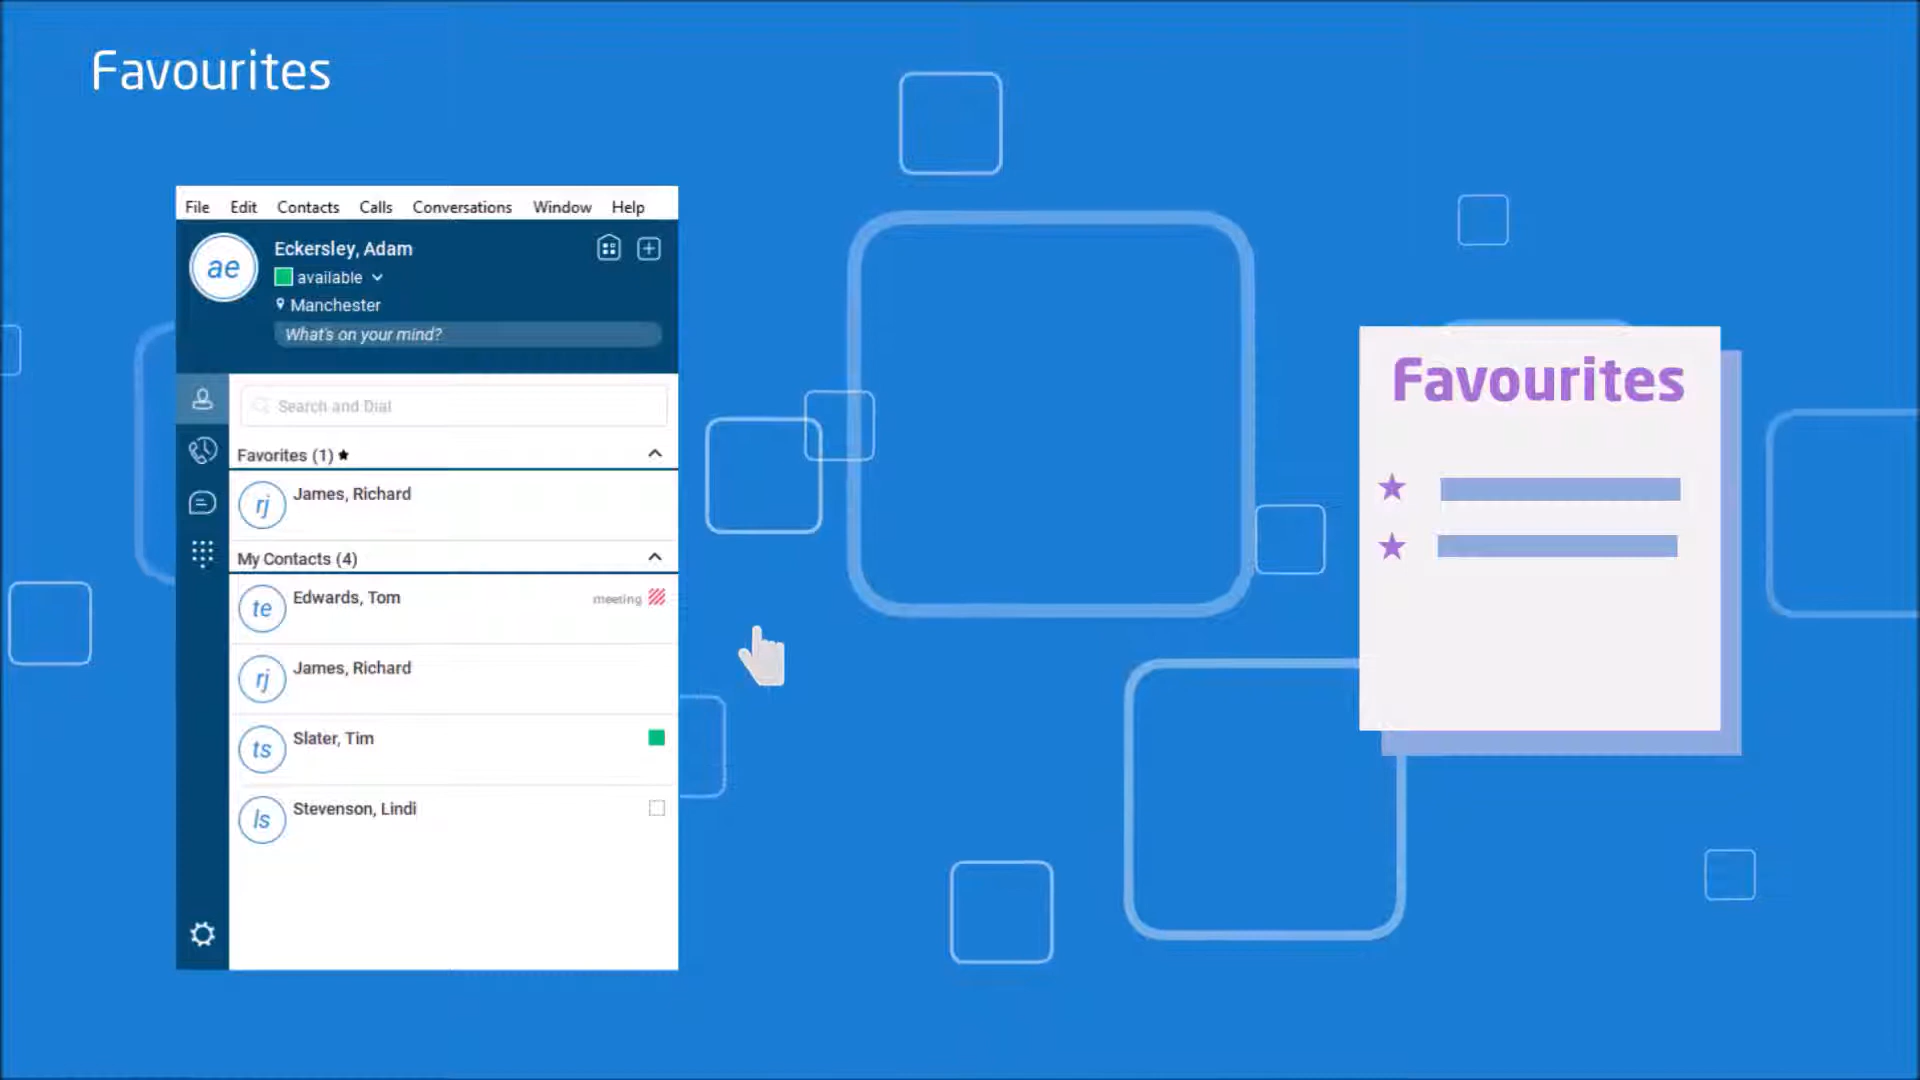 Favourites
File Edit Contacts Calls Conversations Window Help
ae
Eckersley, Adam
available
Manchester
What's on your mind?
Search and Dial
Favorites (1)
rj James, Richard
My Contacts (4)
te Edwards, Tom meeting
rj James, Richard
ts Slater, Tim
ls Stevenson, Lindi
Favourites